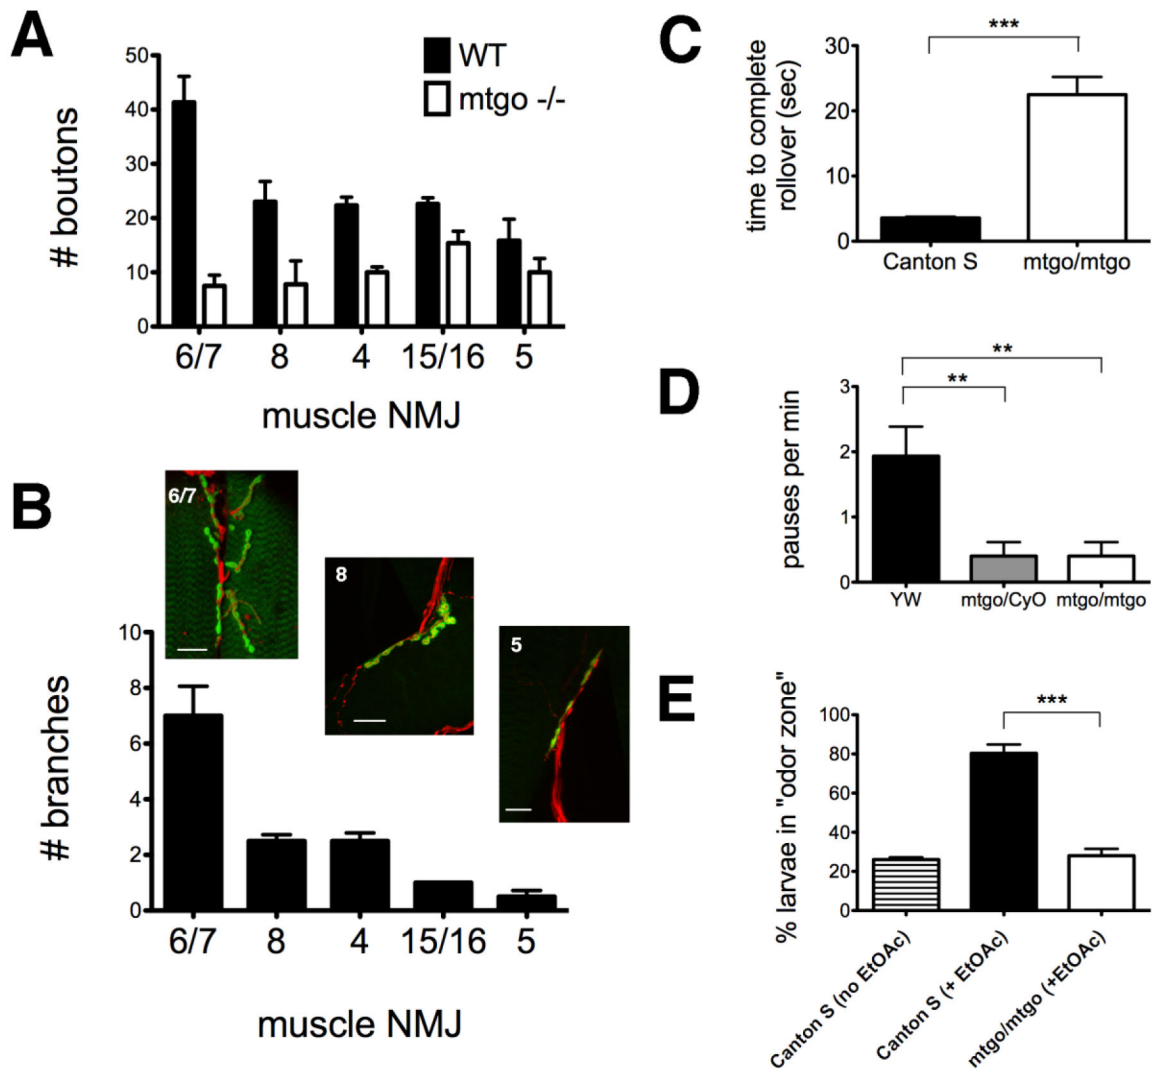 A
50
40
30
20
10
0
# boutons
WT
mtgo -/-
6/7 8 4 15/16 5
muscle NMJ
B
6/7
8
5
10
8
6
4
2
0
# branches
6/7 8 4 15/16 5
muscle NMJ
C
***
time to complete
rollover (sec)
30
20
10
0
Canton S mtgo/mtgo
D
**
**
pauses per min
3
2
1
0
YW mtgo/CyO mtgo/mtgo
E
***
% larvae in "odor zone"
100
80
60
40
20
0
Canton S (no EtOAc)
Canton S (+ EtOAc)
mtgo/mtgo (+EtOAc)